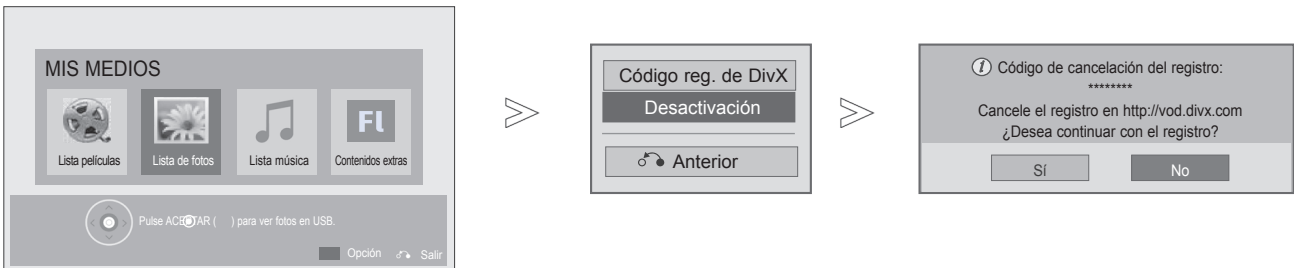 MIS MEDIOS
Lista películas
Lista de fotos
Lista música
FL
Contenidos extras
Pulse ACEPTAR ( ) para ver fotos en USB.
Opción
Salir
Código reg. de DivX
Desactivación
Anterior
Código de cancelación del registro:
********
Cancele el registro en http://vod.divx.com
¿Desea continuar con el registro?
Sí
No